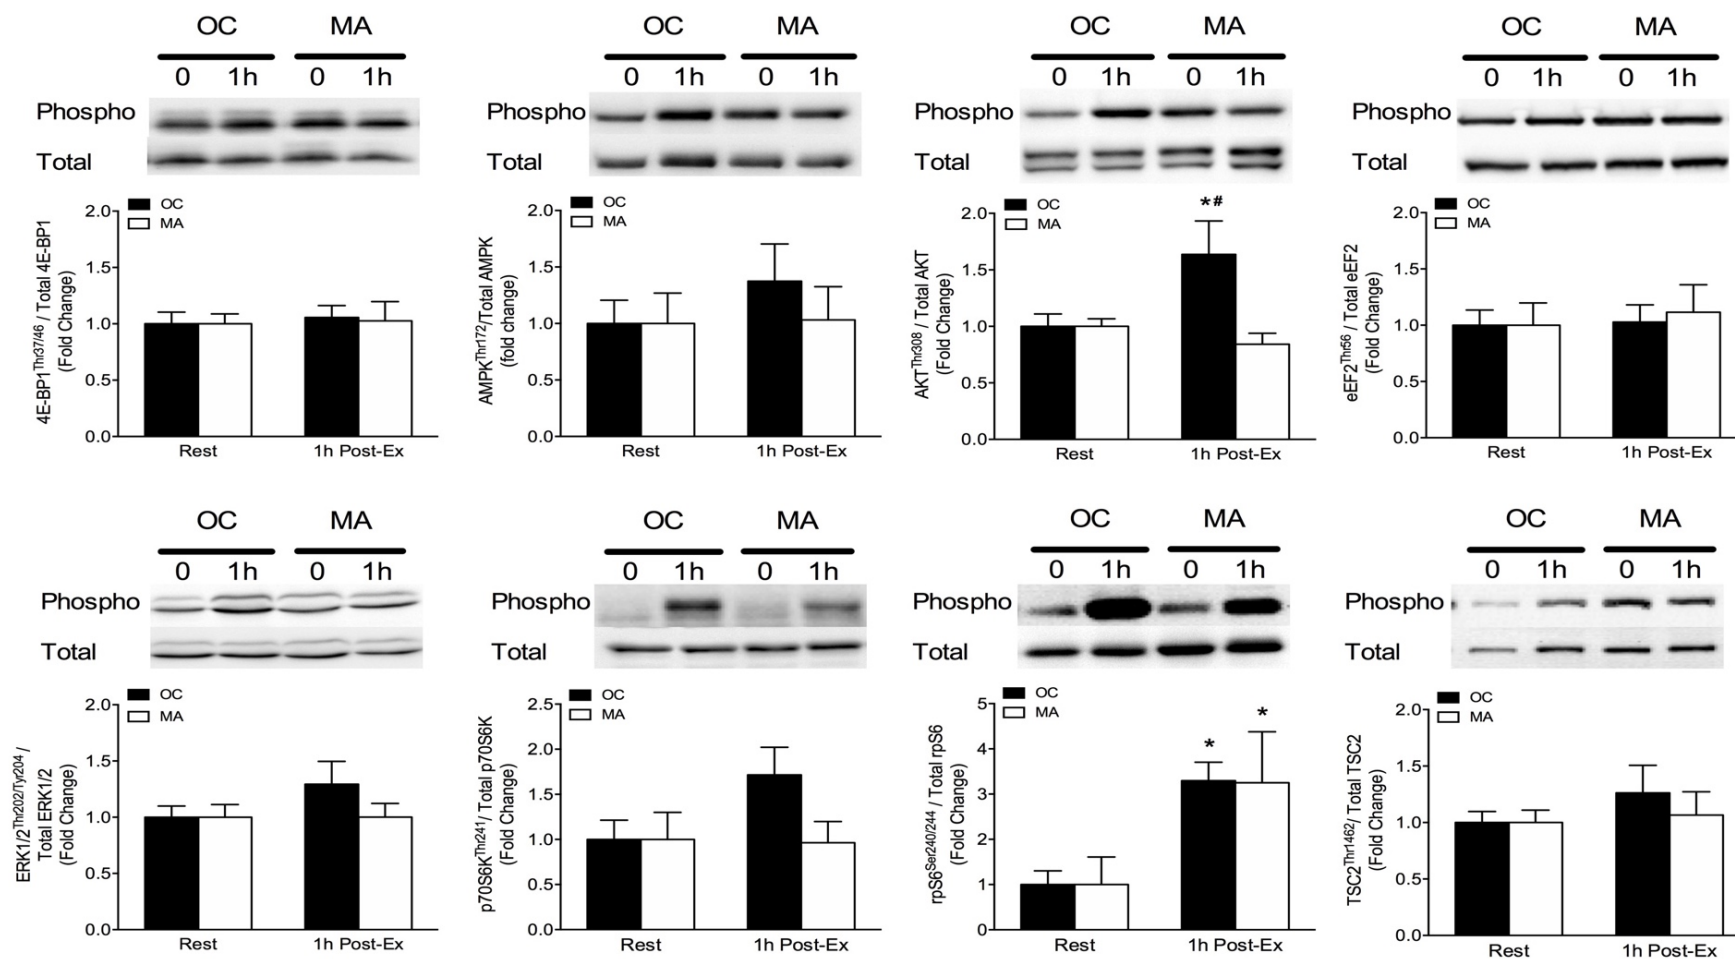 OC MA
0 1h 0 1h
Phospho
Total
OC
MA
4E-BP1Thr37/46 / Total 4E-BP1
(Fold Change)
2.0
1.5
1.0
0.5
0.0
Rest 1h Post-Ex
OC MA
0 1h 0 1h
Phospho
Total
OC
MA
AMPKThr172/Total AMPK
(fold Change)
2.0
1.5
1.0
0.5
0.0
Rest 1h Post-Ex
OC MA
0 1h 0 1h
Phospho
Total
OC
MA
*#
AKTThr308 / Total AKT
(Fold Change)
2.0
1.5
1.0
0.5
0.0
Rest 1h Post-Ex
OC MA
0 1h 0 1h
Phospho
Total
OC
MA
eEF2Thr56 / Total eEF2
(Fold Change)
2.0
1.5
1.0
0.5
0.0
Rest 1h Post-Ex
OC MA
0 1h 0 1h
Phospho
Total
OC
MA
ERK1/2Thr202/Tyr204 /
Total ERK1/2
(Fold Change)
2.0
1.5
1.0
0.5
0.0
Rest 1h Post-Ex
OC MA
0 1h 0 1h
Phospho
Total
OC
MA
p70S6KThr241/ Total p70S6K
(Fold Change)
2.5
2.0
1.5
1.0
0.5
0.0
Rest 1h Post-Ex
OC MA
0 1h 0 1h
Phospho
Total
OC
MA
* *
rpS6Ser240/244 / Total rpS6
(Fold Change)
5
4
3
2
1
0
Rest 1h Post-Ex
OC MA
0 1h 0 1h
Phospho
Total
OC
MA
TSC2Thr1462/ Total TSC2
(Fold Change)
2.0
1.5
1.0
0.5
0.0
Rest 1h Post-Ex